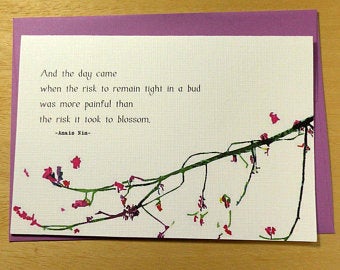 And the day came
when the risk to remain tight in a bud
was more painful than
the risk it took to blossom.
-Anais Nin-